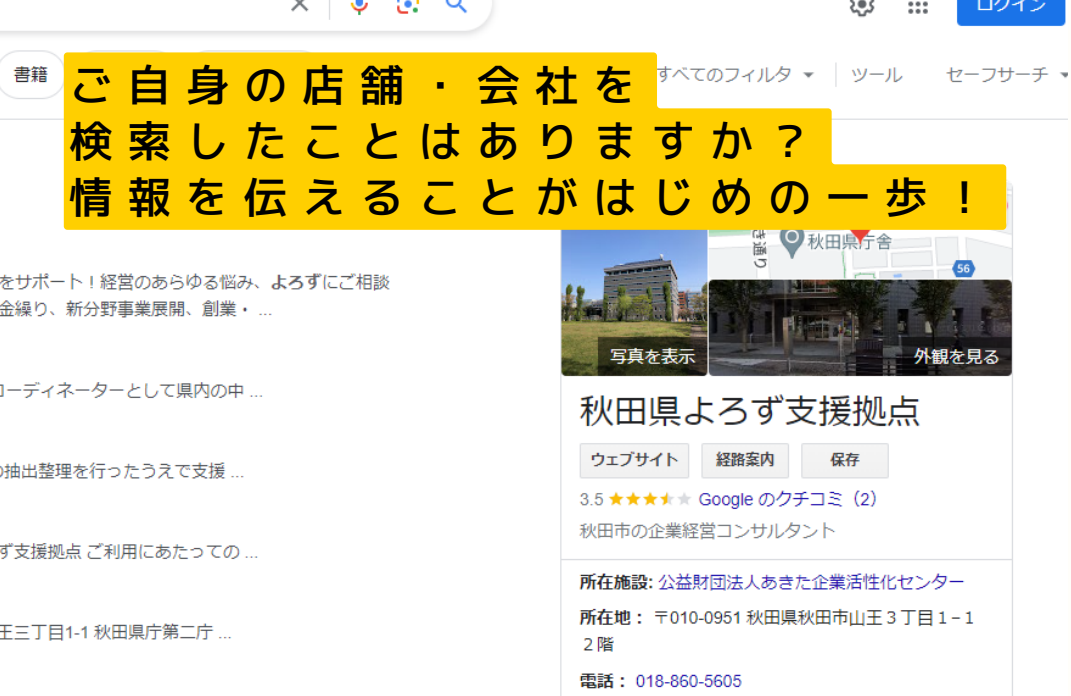 ログイン
書籍
すべてのフィルタ
ツール
セーフサーチ
ご自身の店舗・会社を
検索したことはありますか?
情報を伝えることがはじめの一歩!
をサポート!経営のあらゆる悩み、よろずにご相談
金繰り、新分野事業展開、創業・ ...
コーディネーターとして県内の中 ...
の抽出整理を行ったうえで支援 ...
ず支援拠点 ご利用にあたっての ...
王三丁目1-1 秋田県庁第二庁 ...
き通り
秋田県庁舎
56
写真を表示
外観を見る
秋田県よろず支援拠点
ウェブサイト
経路案内
保存
3.5 Google のクチコミ(2)
秋田市の企業経営コンサルタント
所在施設: 公益財団法人あきた企業活性化センター
所在地: 〒010-0951 秋田県秋田市山王3丁目1−1
2階
電話: 018-860-5605